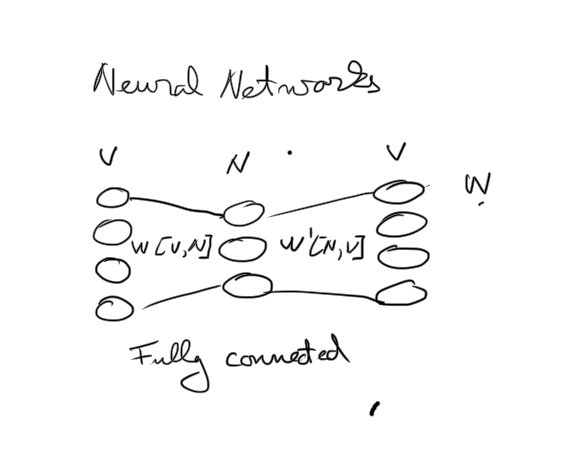 Neural Networks
V N V
W
W[V,N] W'[N,V]
Fully connected